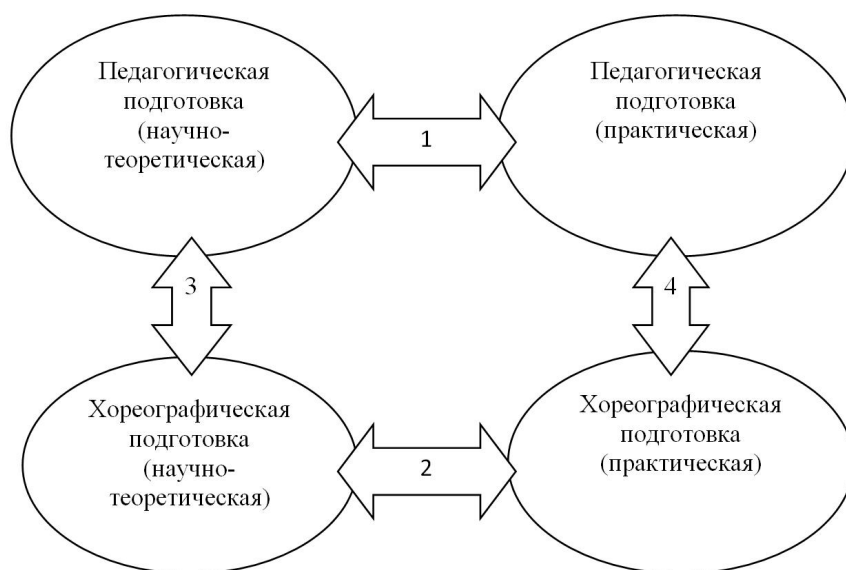 Педагогическая
подготовка
(научно-
теоретическая)
1
Педагогическая
подготовка
(практическая)
3
4
Хореографическая
подготовка
(научно-
теоретическая)
2
Хореографическая
подготовка
(практическая)